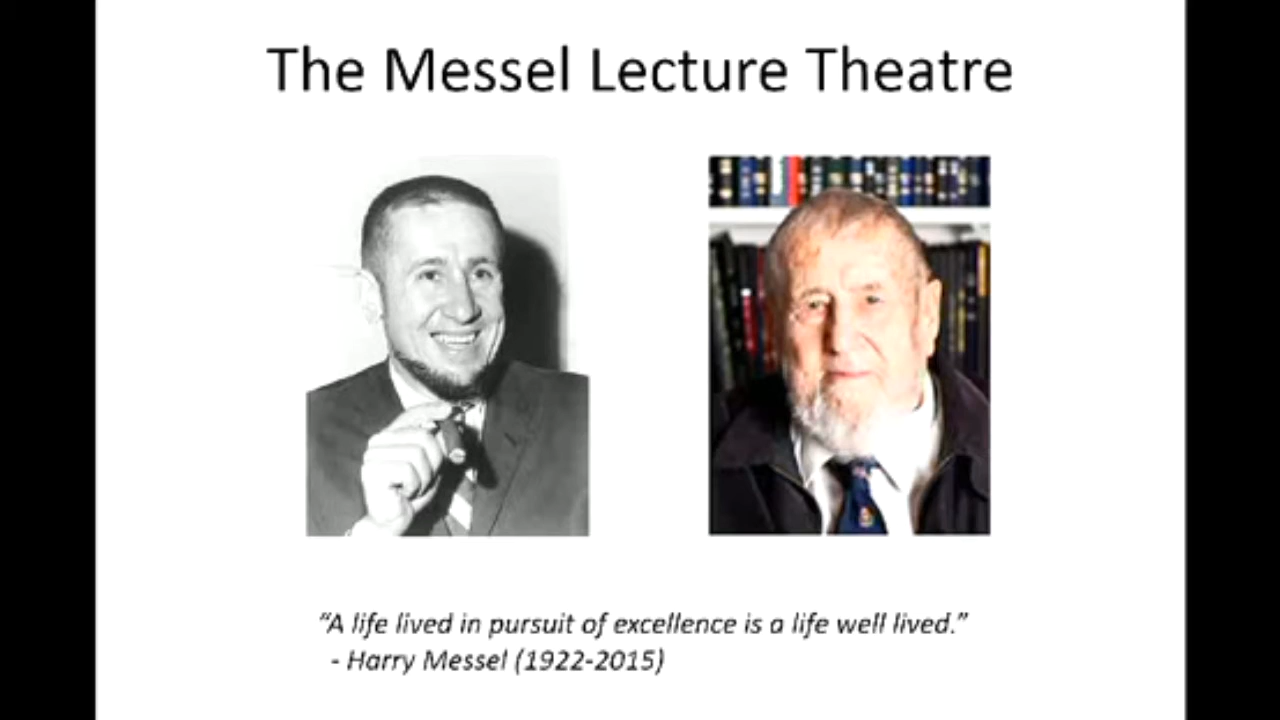 The Messel Lecture Theatre
“A life lived in pursuit of excellence is a life well lived.”
- Harry Messel (1922-2015)